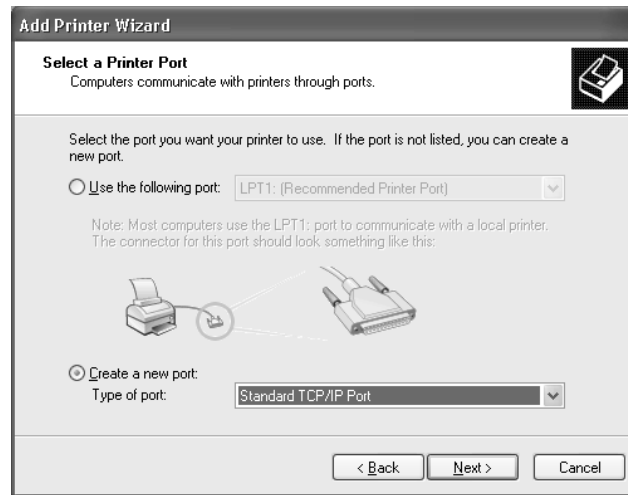 Add Printer Wizard
Select a Printer Port
Computers communicate with printers through ports.
Select the port you want your printer to use. If the port is not listed, you can create a
new port.
Use the following port: LPT1: (Recommended Printer Port)
Note: Most computers use the LPT1: port to communicate with a local printer.
The connector for this port should look something like this:
Create a new port:
Type of port: Standard TCP/IP Port
< Back Next > Cancel